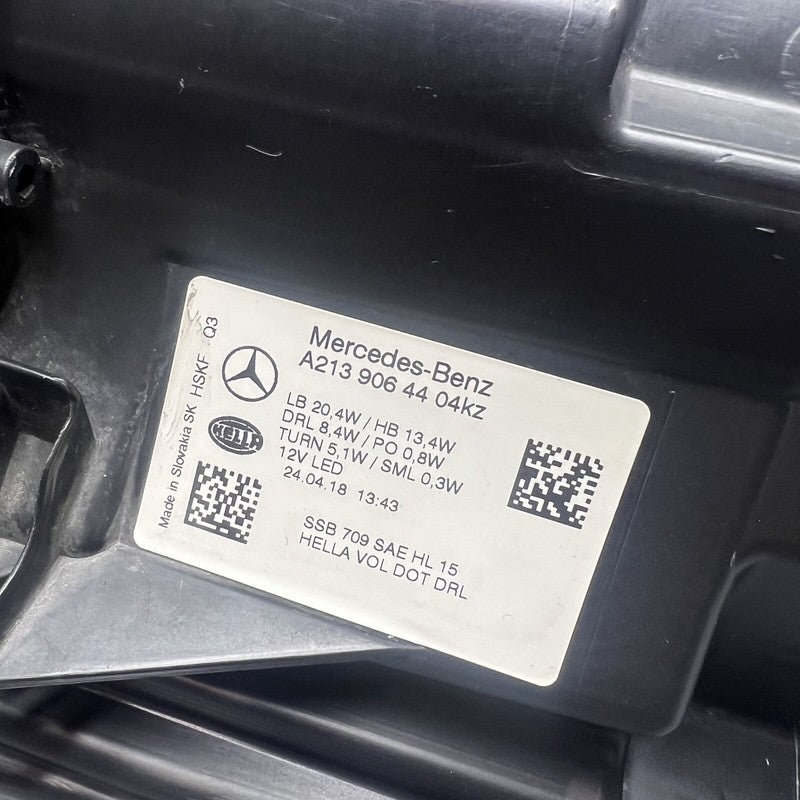 Mercedes-Benz
A213 906 44 04kz
LB 20,4W / HB 13,4W
DRL 8,4W / PO 0,8W
TURN 5,1W / SML 0,3W
12V LED
24.04.18 13:43
SSB 709 SAE HL 15
HELLA VOL DOT DRL
HELLA
Made in Slovakia SK HSKF Q3